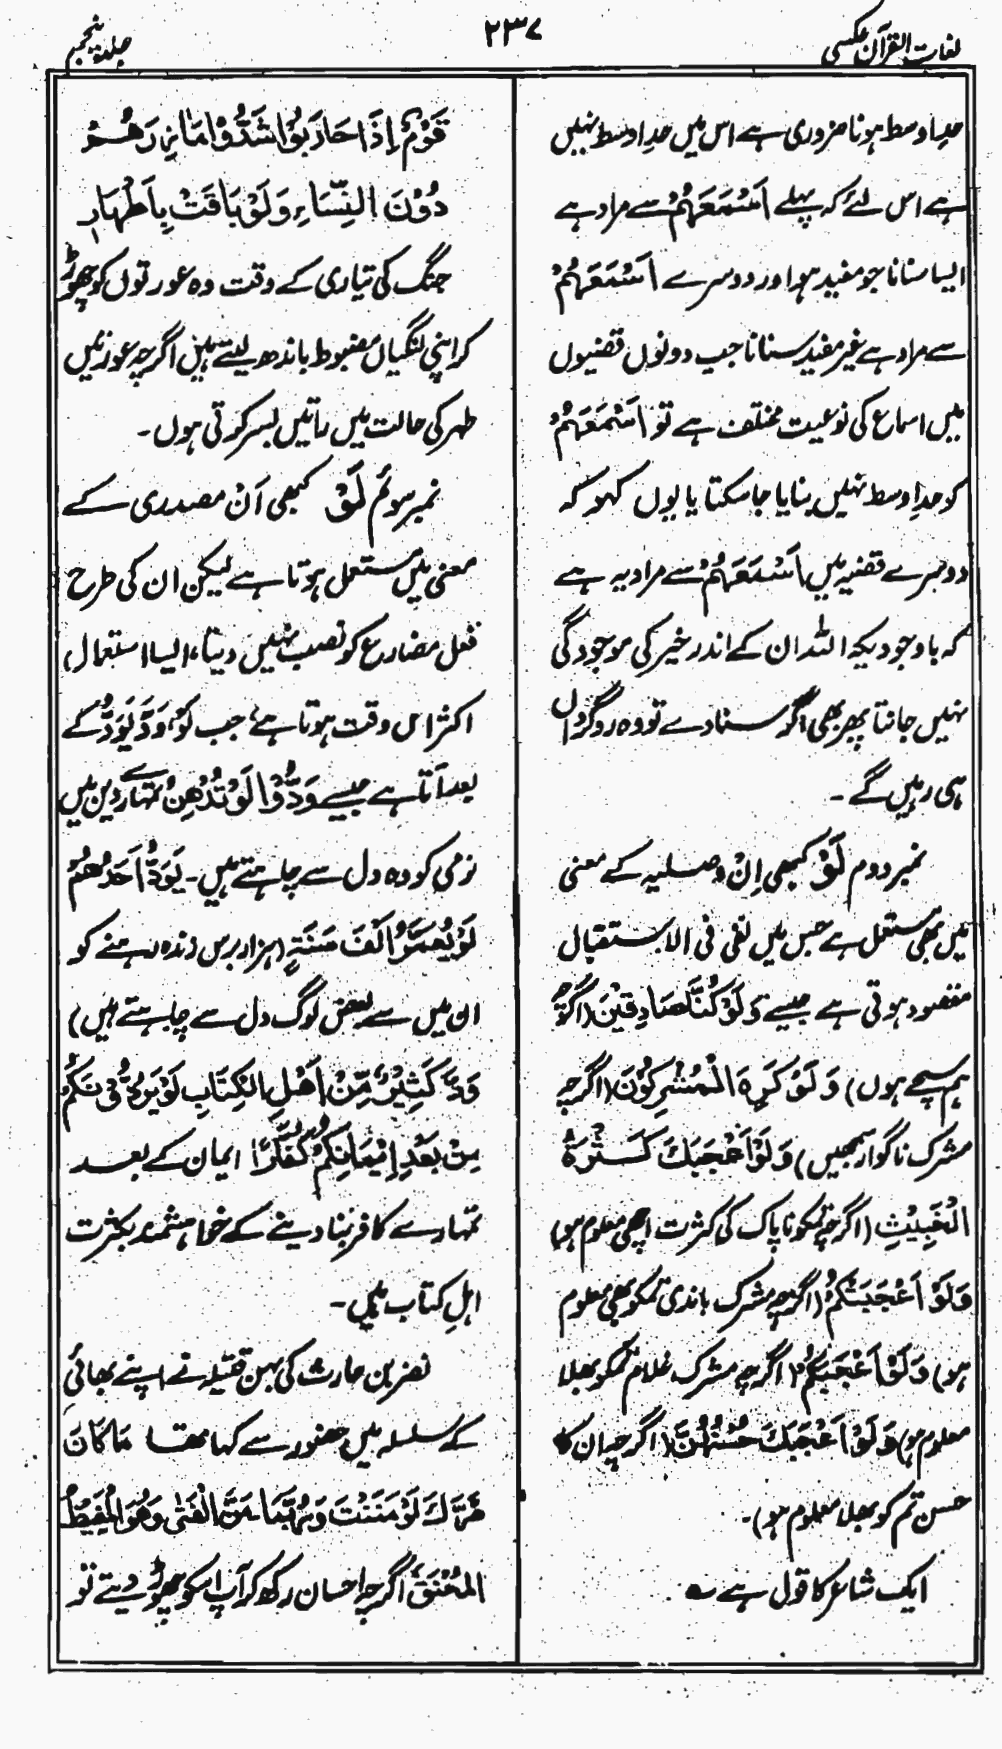 لغات القرآن عکسی
۲۳۷
جلد پنجم
حدِ اوسط ہونا ضروری ہے اس میں حدِ اوسط نہیں
ہے اس لئے کہ پہلے اَسْمَعَہُمْ سے مراد ہے
ایسا سنانا جو مفید ہو اور دوسرے اَسْمَعَہُمْ
سے مراد ہے غیر مفید سنانا جب دونوں قضیوں
میں اسماع کی نوعیت مختلف ہے تو اَسْمَعَہُمْ
کو حدِ اوسط نہیں بنایا جا سکتا یا یوں کہو کہ
دوسرے قضیہ میں اَسْمَعَہُمْ سے مراد یہ ہے
کہ باوجودیکہ اللہ ان کے اندر خیر کی موجودگی
نہیں جانتا پھر بھی اگر سنا دے تو وہ روگرداں
ہی رہیں گے۔
نمبر دوم لَوْ کبھی اِنْ وصلیہ کے معنی
میں بھی مستعمل ہے جس میں نفی فی الاستقبال
مقصود ہوتی ہے جیسے وَلَوْ کُنَّا صَادِقِیْنَ (اگرچہ
ہم سچے ہوں) وَلَوْ کَرِہَ الْمُشْرِکُوْنَ (اگرچہ
مشرک ناگوار سمجھیں) وَلَوْ اَعْجَبَکَ کَثْرَۃُ
الْخَبِیْثِ (اگرچہ تمکو ناپاک کی کثرت اچھی معلوم ہو)
وَلَوْ اَعْجَبَتْکُمْ (اگرچہ مشرک باندی تمکو بھی معلوم
ہو) وَلَوْ اَعْجَبَکُمْ (اگرچہ مشرک غلام تمکو بھلا
معلوم ہو) وَلَوْ اَعْجَبَکَ حُسْنُہُنَّ (اگرچہ ان کا
حسن تم کو بھلا معلوم ہو)۔
ایک شاعر کا قول ہے ؎
قَوْمٌ اِذَا حَارَبُوْا شَدُّوْا مَاٰزِرَھُمْ
دُوْنَ النِّسَاءِ وَلَوْ بَاتَتْ بِاَطْہَارِ
جنگ کی تیاری کے وقت وہ عورتوں کو چھوڑ
کر اپنی لنگیاں مضبوط باندھ لیتے ہیں اگرچہ عورتیں
طہر کی حالت میں راتیں بسر کرتی ہوں۔
نمبر سوئم لَوْ کبھی اَنْ مصدری کے
معنی میں مستعمل ہوتا ہے لیکن ان کی طرح
فعل مضارع کو نصب نہیں دیتا، ایسا استعمال
اکثر اس وقت ہوتا ہے جب لَوْ، وَدَّ یَوَدُّ کے
بعد آتا ہے جیسے وَدُّوْا لَوْ تُدْھِنُ تمہارے دین میں
نرمی کو وہ دل سے چاہتے ہیں۔ یَوَدُّ اَحَدُھُمْ
لَوْ یُعَمَّرُ اَلْفَ سَنَۃٍ (ہزار برس زندہ رہنے کو
ان میں سے بعض لوگ دل سے چاہتے ہیں)
وَدَّ کَثِیْرٌ مِّنْ اَھْلِ الْکِتَابِ لَوْ یَرُدُّوْنَکُمْ
مِنْ بَعْدِ اِیْمَانِکُمْ کُفَّارًا ایمان کے بعد
تمہارے کافر بنا دینے کے خواہشمند بکثرت
اہلِ کتاب ہیں۔
نضر بن حارث کی بہن قتیلہ نے اپنے بھائی
کے سلسلہ میں حضور سے کہا تھا مَا کَانَ
ضَرَّکَ لَوْ مَنَنْتَ وَرُبَّمَا مَنَّ الْفَتٰی وَھُوَ الْمَغِیْظُ
الْمُحْنَقُ اگرچہ احسان رکھ کر آپ اسکو چھوڑ دیتے تو